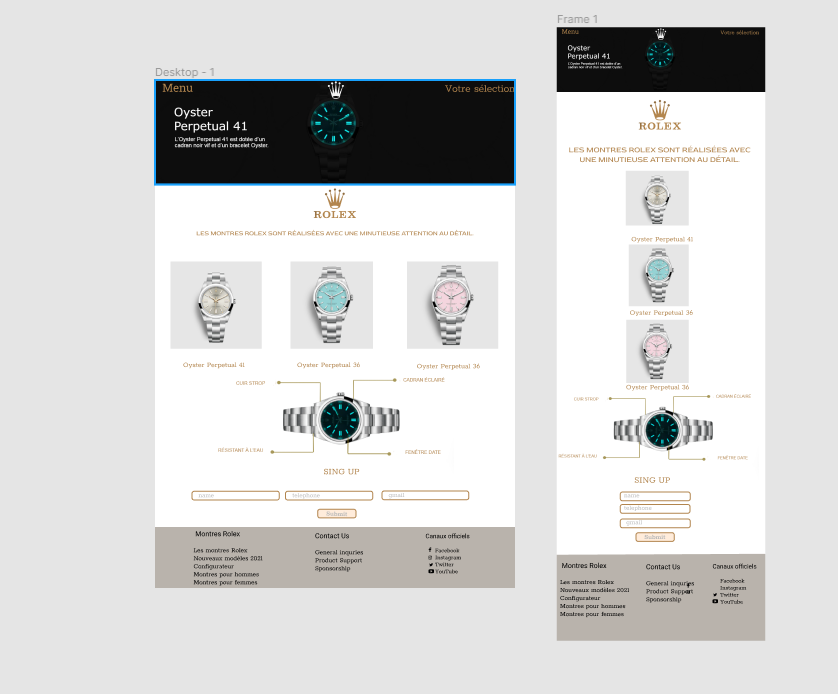 Desktop - 1
Menu
Votre sélection
Oyster
Perpetual 41
L'Oyster Perpetual 41 est dotée d'un
cadran noir vif et d'un bracelet Oyster.
ROLEX
LES MONTRES ROLEX SONT RÉALISÉES AVEC UNE MINUTIEUSE ATTENTION AU DÉTAIL.
Oyster Perpetual 41
Oyster Perpetual 36
Oyster Perpetual 36
CUIR STROP
CADRAN ÉCLAIRÉ
RÉSISTANT À L'EAU
FENÊTRE DATE
SING UP
name
telephone
gmail
Submit
Montres Rolex
Les montres Rolex
Nouveaux modèles 2021
Configurateur
Montres pour hommes
Montres pour femmes
Contact Us
General inquries
Product Support
Sponsorship
Canaux officiels
Facebook
Instagram
Twitter
YouTube
Frame 1
Menu
Votre sélection
Oyster
Perpetual 41
L'Oyster Perpetual 41 est dotée d'un
cadran noir vif et d'un bracelet Oyster.
ROLEX
LES MONTRES ROLEX SONT RÉALISÉES AVEC
UNE MINUTIEUSE ATTENTION AU DÉTAIL.
Oyster Perpetual 41
Oyster Perpetual 36
Oyster Perpetual 36
CUIR STROP
CADRAN ÉCLAIRÉ
RÉSISTANT À L'EAU
FENÊTRE DATE
SING UP
name
telephone
gmail
Submit
Montres Rolex
Les montres Rolex
Nouveaux modèles 2021
Configurateur
Montres pour hommes
Montres pour femmes
Contact Us
General inquries
Product Support
Sponsorship
Canaux officiels
Facebook
Instagram
Twitter
YouTube